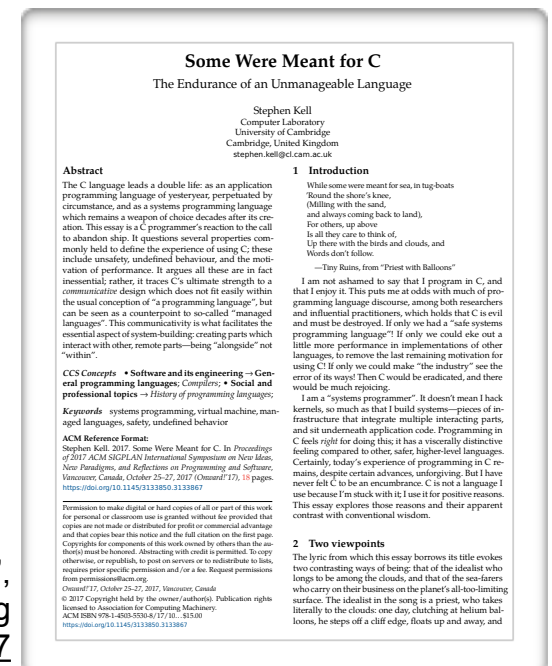 Some Were Meant for C
The Endurance of an Unmanageable Language
Stephen Kell
Computer Laboratory
University of Cambridge
Cambridge, United Kingdom
stephen.kell@cl.cam.ac.uk
Abstract
The C language leads a double life: as an application
programming language of yesteryear, perpetuated by
circumstance, and as a systems programming language
which remains a weapon of choice decades after its cre-
ation. This essay is a C programmer's reaction to the call
to abandon ship. It questions several properties com-
monly held to define the experience of using C; these
include unsafety, undefined behaviour, and the moti-
vation of performance. It argues all these are in fact
inessential; rather, it traces C's ultimate strength to a
communicative design which does not fit easily within
the usual conception of "a programming language", but
can be seen as a counterpoint to so-called "managed
languages". This communicativity is what facilitates the
essential aspect of system-building: creating parts which
interact with other, remote parts—being "alongside" not
"within".
CCS Concepts • Software and its engineering → Gen-
eral programming languages; Compilers; • Social and
professional topics → History of programming languages;
Keywords systems programming, virtual machine, man-
aged languages, safety, undefined behavior
ACM Reference Format:
Stephen Kell. 2017. Some Were Meant for C. In Proceedings
of 2017 ACM SIGPLAN International Symposium on New Ideas,
New Paradigms, and Reflections on Programming and Software,
Vancouver, Canada, October 25–27, 2017 (Onward!'17), 18 pages.
https://doi.org/10.1145/3133850.3133867
Permission to make digital or hard copies of all or part of this work
for personal or classroom use is granted without fee provided that
copies are not made or distributed for profit or commercial advantage
and that copies bear this notice and the full citation on the first page.
Copyrights for components of this work owned by others than the au-
thor(s) must be honored. Abstracting with credit is permitted. To copy
otherwise, or republish, to post on servers or to redistribute to lists,
requires prior specific permission and/or a fee. Request permissions
from permissions@acm.org.
Onward!'17, October 25–27, 2017, Vancouver, Canada
© 2017 Copyright held by the owner/author(s). Publication rights
licensed to Association for Computing Machinery.
ACM ISBN 978-1-4503-5530-8/17/10...$15.00
https://doi.org/10.1145/3133850.3133867
1 Introduction
While some were meant for sea, in tug-boats
'Round the shore's knee,
(Milling with the sand,
and always coming back to land),
For others, up above
Is all they care to think of,
Up there with the birds and clouds, and
Words don't follow.
—Tiny Ruins, from "Priest with Balloons"
I am not ashamed to say that I program in C, and
that I enjoy it. This puts me at odds with much of pro-
gramming language discourse, among both researchers
and influential practitioners, which holds that C is evil
and must be destroyed. If only we had a "safe systems
programming language"! If only we could eke out a
little more performance in implementations of other
languages, to remove the last remaining motivation for
using C! If only we could make "the industry" see the
error of its ways! Then C would be eradicated, and there
would be much rejoicing.
I am a "systems programmer". It doesn't mean I hack
kernels, so much as that I build systems—pieces of in-
frastructure that integrate multiple interacting parts,
and sit underneath application code. Programming in
C feels right for doing this; it has a viscerally distinctive
feeling compared to other, safer, higher-level languages.
Certainly, today's experience of programming in C re-
mains, despite certain advances, unforgiving. But I have
never felt C to be an encumbrance. C is not a language I
use because I'm stuck with it; I use it for positive reasons.
This essay explores those reasons and their apparent
contrast with conventional wisdom.
2 Two viewpoints
The lyric from which this essay borrows its title evokes
two contrasting ways of being: that of the idealist who
longs to be among the clouds, and that of the sea-farers
who carry on their business on the planet's all-too-limiting
surface. The idealist in the song is a priest, who takes
literally to the clouds: one day, clutching at helium bal-
loons, he steps off a cliff edge, floats up and away, and
,
g
7